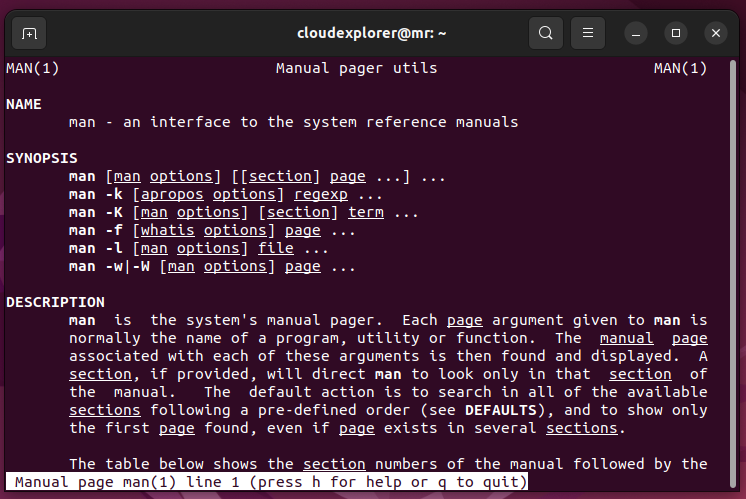 cloudexplorer@mr: ~
MAN(1) Manual pager utils MAN(1)
NAME
man - an interface to the system reference manuals
SYNOPSIS
man [man options] [[section] page ...] ...
man -k [apropos options] regexp ...
man -K [man options] [section] term ...
man -f [whatis options] page ...
man -l [man options] file ...
man -w|-W [man options] page ...
DESCRIPTION
man is the system's manual pager. Each page argument given to man is
normally the name of a program, utility or function. The manual page
associated with each of these arguments is then found and displayed. A
section, if provided, will direct man to look only in that section of
the manual. The default action is to search in all of the available
sections following a pre-defined order (see DEFAULTS), and to show only
the first page found, even if page exists in several sections.
The table below shows the section numbers of the manual followed by the
Manual page man(1) line 1 (press h for help or q to quit)